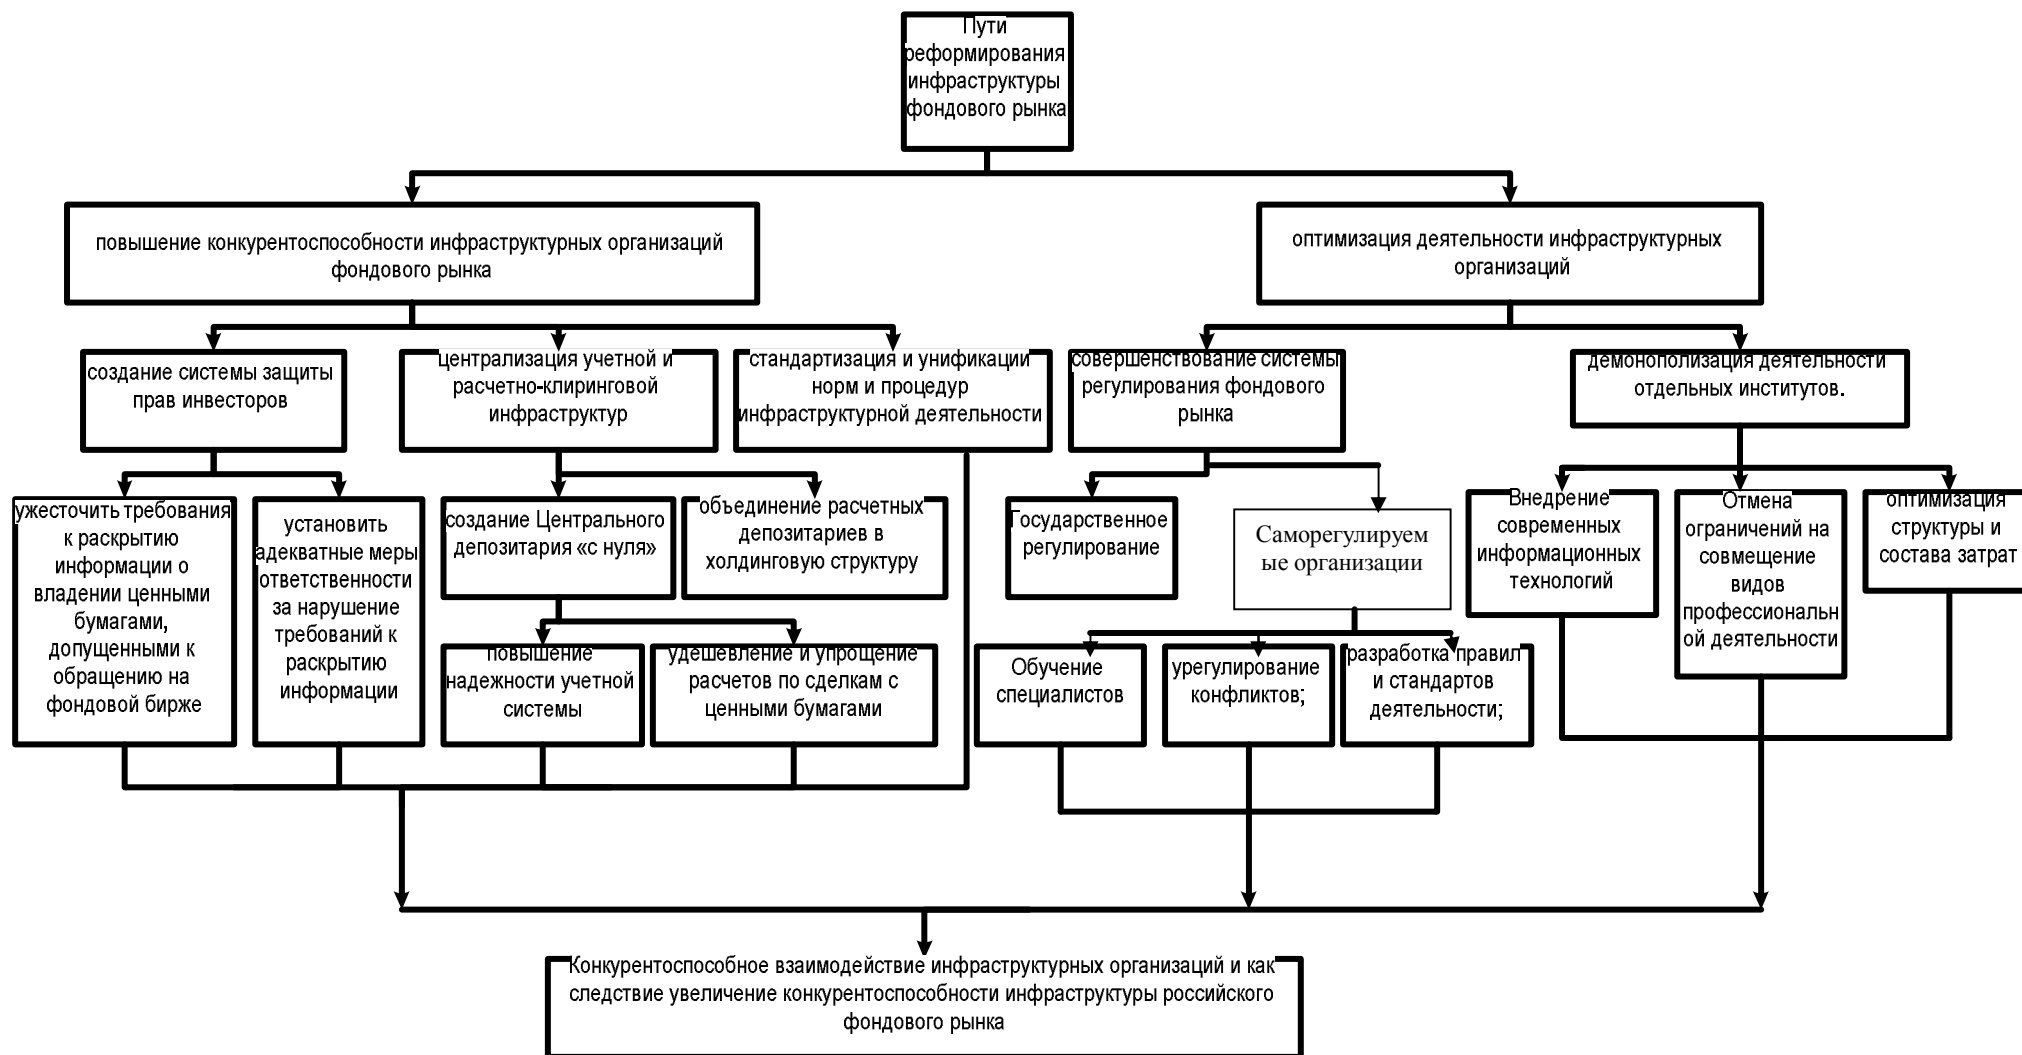 Пути
реформирования
инфраструктуры
фондового рынка
повышение конкурентоспособности инфраструктурных организаций
фондового рынка
оптимизация деятельности инфраструктурных
организаций
создание системы защиты
прав инвесторов
централизация учетной и
расчетно-клиринговой
инфраструктур
стандартизация и унификации
норм и процедур
инфраструктурной деятельности
совершенствование системы
регулирования фондового
рынка
демонополизация деятельности
отдельных институтов.
ужесточить требования
к раскрытию
информации о
владении ценными
бумагами,
допущенными к
обращению на
фондовой бирже
установить
адекватные меры
ответственности
за нарушение
требований к
раскрытию
информации
создание Центрального
депозитария «с нуля»
объединение расчетных
депозитариев в
холдинговую структуру
Государственное
регулирование
Саморегулируем
ые организации
Внедрение
современных
информационных
технологий
Отмена
ограничений на
совмещение
видов
профессиональн
ой деятельности
оптимизация
структуры и
состава затрат
повышение
надежности учетной
системы
удешевление и упрощение
расчетов по сделкам с
ценными бумагами
Обучение
специалистов
урегулирование
конфликтов;
разработка правил
и стандартов
деятельности;
Конкурентоспособное взаимодействие инфраструктурных организаций и как
следствие увеличение конкурентоспособности инфраструктуры российского
фондового рынка